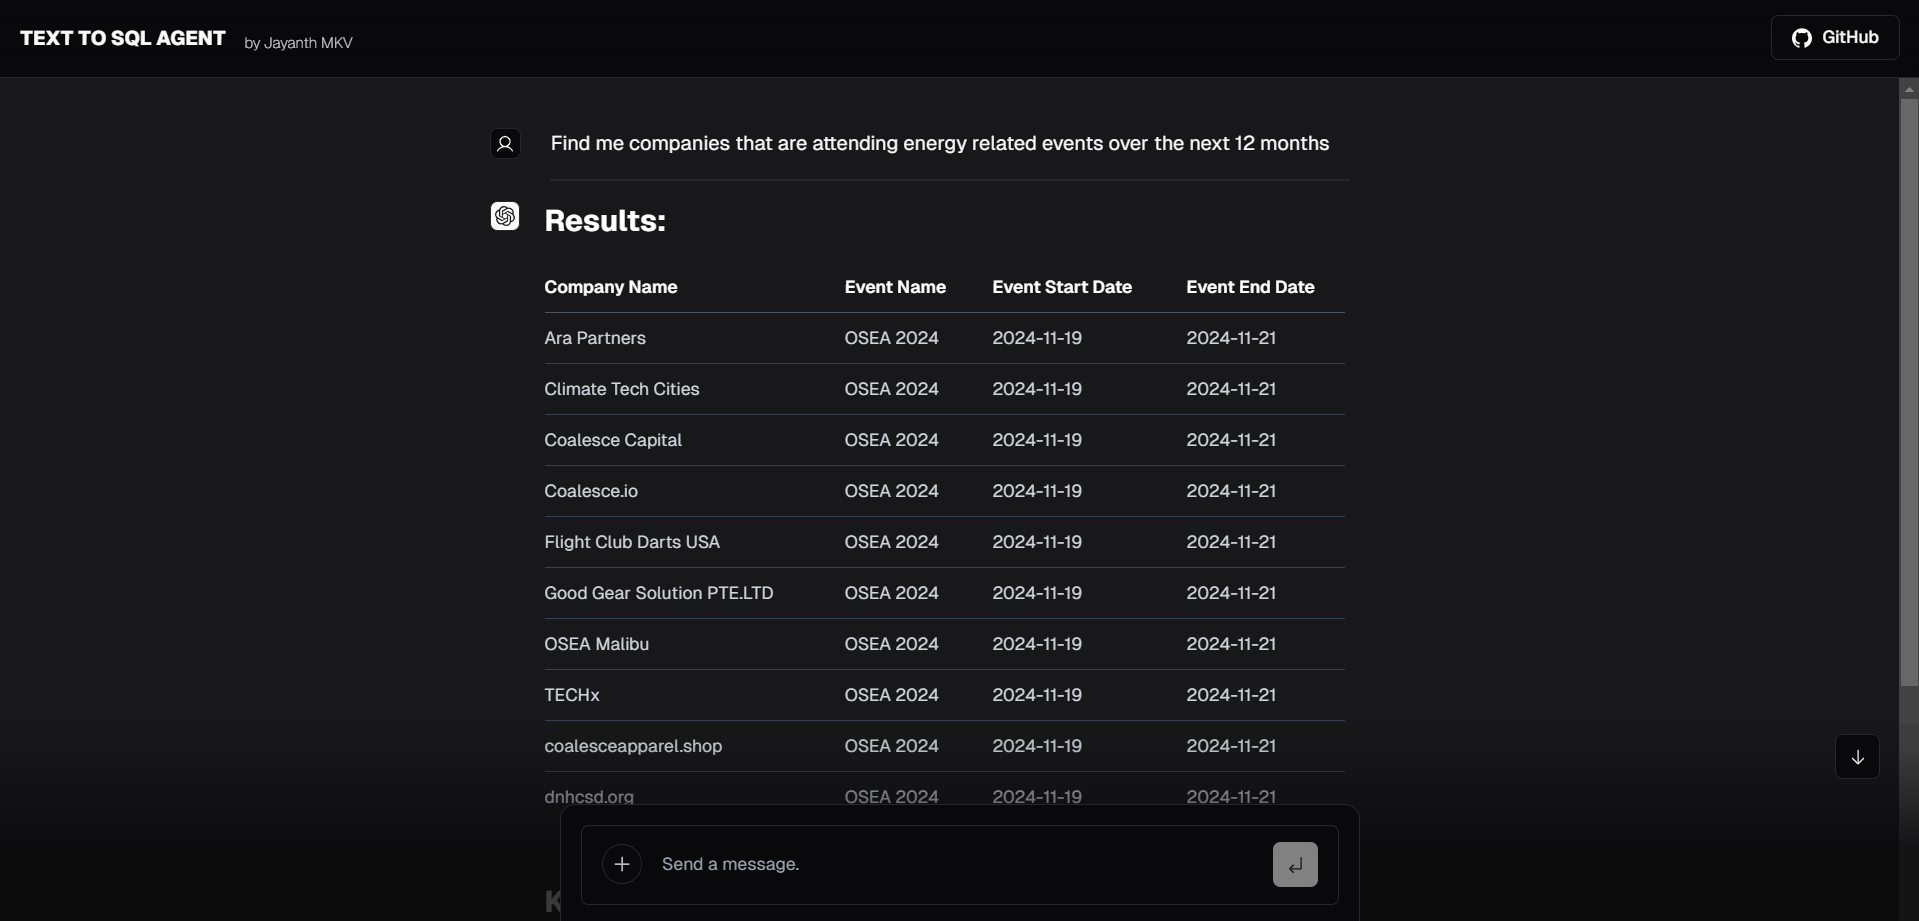 TEXT TO SQL AGENT by Jayanth MKV GitHub
Find me companies that are attending energy related events over the next 12 months
Results:
Company Name Event Name Event Start Date Event End Date
Ara Partners OSEA 2024 2024-11-19 2024-11-21
Climate Tech Cities OSEA 2024 2024-11-19 2024-11-21
Coalesce Capital OSEA 2024 2024-11-19 2024-11-21
Coalesce.io OSEA 2024 2024-11-19 2024-11-21
Flight Club Darts USA OSEA 2024 2024-11-19 2024-11-21
Good Gear Solution PTE.LTD OSEA 2024 2024-11-19 2024-11-21
OSEA Malibu OSEA 2024 2024-11-19 2024-11-21
TECHx OSEA 2024 2024-11-19 2024-11-21
coalesceapparel.shop OSEA 2024 2024-11-19 2024-11-21
dnhcsd.org OSEA 2024 2024-11-19 2024-11-21
Send a message.